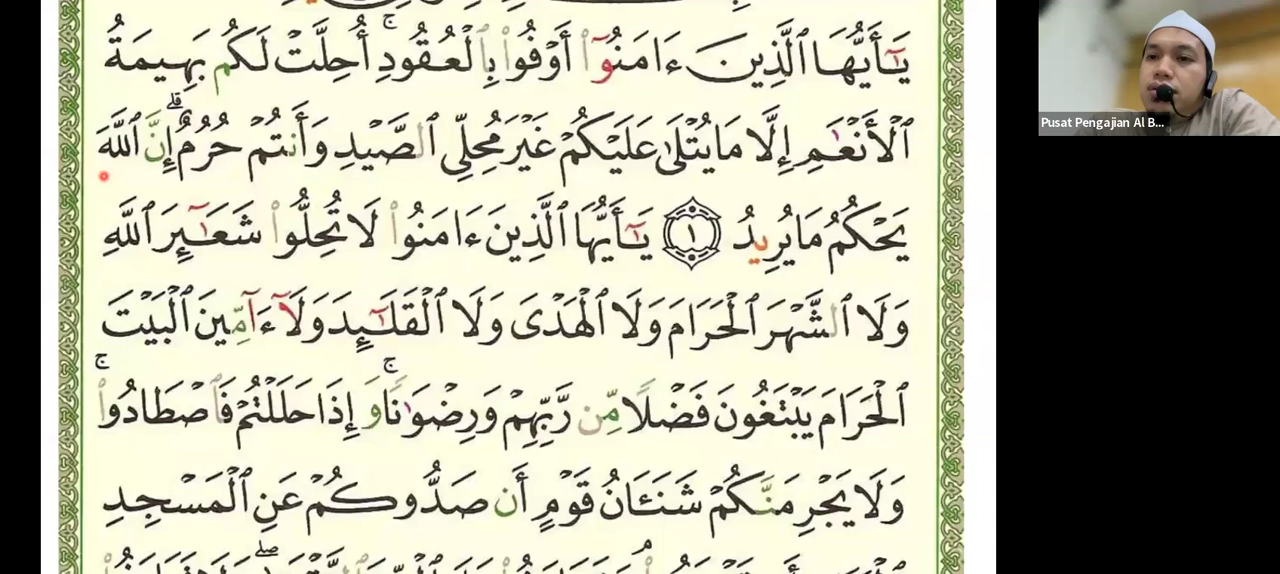 يَـٰٓأَيُّهَا ٱلَّذِينَ ءَامَنُوٓا۟ أَوْفُوا۟ بِٱلْعُقُودِ ۚ أُحِلَّتْ لَكُم بَهِيمَةُ
ٱلْأَنْعَـٰمِ إِلَّا مَا يُتْلَىٰ عَلَيْكُمْ غَيْرَ مُحِلِّى ٱلصَّيْدِ وَأَنتُمْ حُرُمٌ ۗ إِنَّ ٱللَّهَ
يَحْكُمُ مَا يُرِيدُ ١ يَـٰٓأَيُّهَا ٱلَّذِينَ ءَامَنُوا۟ لَا تُحِلُّوا۟ شَعَـٰٓئِرَ ٱللَّهِ
وَلَا ٱلشَّهْرَ ٱلْحَرَامَ وَلَا ٱلْهَدْىَ وَلَا ٱلْقَلَـٰٓئِدَ وَلَآ ءَآمِّينَ ٱلْبَيْتَ
ٱلْحَرَامَ يَبْتَغُونَ فَضْلًا مِّن رَّبِّهِمْ وَرِضْوَٰنًا ۚ وَإِذَا حَلَلْتُمْ فَٱصْطَادُوا۟ ۚ
وَلَا يَجْرِمَنَّكُمْ شَنَـَٔانُ قَوْمٍ أَن صَدُّوكُمْ عَنِ ٱلْمَسْجِدِ
Pusat Pengajian Al B...